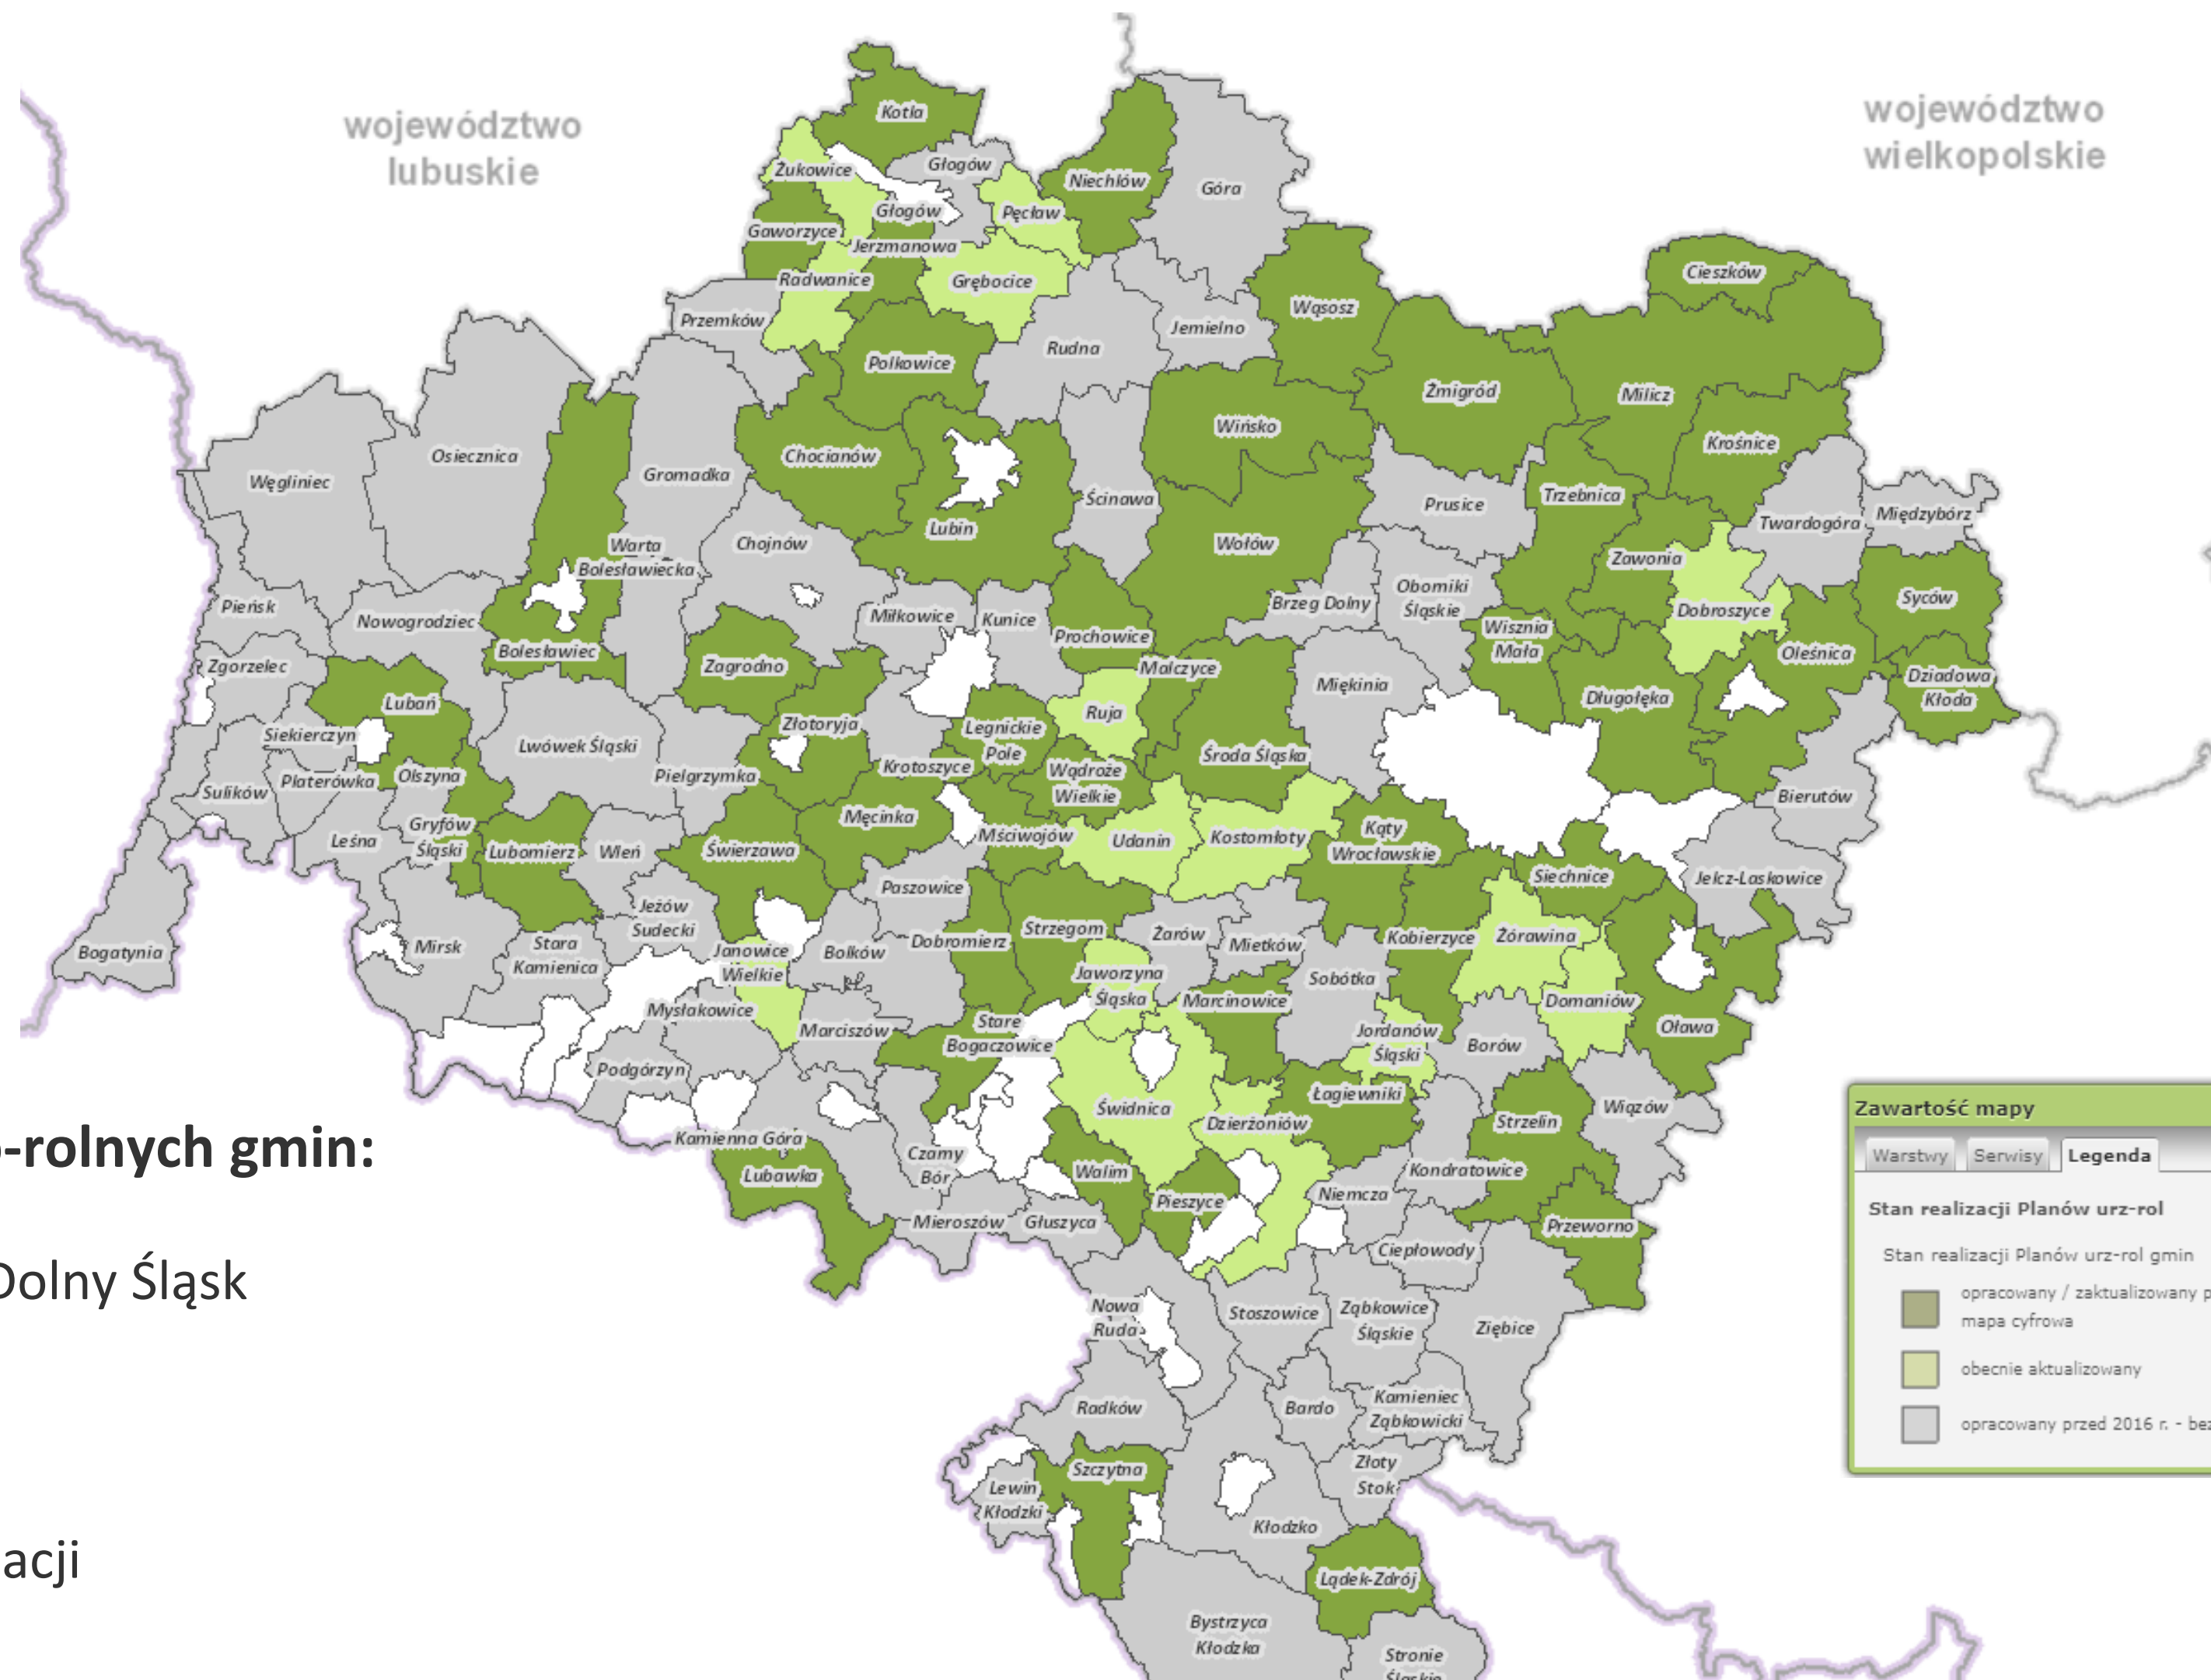 województwo
lubuskie
województwo
wielkopolskie
Kotla
Głogów
Żukowice
Niechlów
Góra
Głogów
Pęcław
Gaworzyce
Jerzmanowa
Radwanice
Grębocice
Cieszków
Przemków
Wąsosz
Jemielno
Rudna
Polkowice
Żmigród
Milicz
Wińsko
Krośnice
Osiecznica
Chocianów
Węgliniec
Gromadka
Ścinawa
Trzebnica
Prusice
Międzybórz
Twardogóra
Lubin
Chojnów
Wołów
Warta
Bolesławiecka
Zawonia
Oborniki
Śląskie
Syców
Brzeg Dolny
Pieńsk
Dobroszyce
Nowogrodziec
Miłkowice
Kunice
Prochowice
Wisznia
Mała
Bolesławiec
Oleśnica
Zgorzelec
Zagrodno
Malczyce
Dziadowa
Kłoda
Miękinia
Długołęka
Lubań
Ruja
Złotoryja
Legnickie
Pole
Siekierczyn
Lwówek Śląski
Środa Śląska
Krotoszyce
Wądroże
Wielkie
Olszyna
Pielgrzymka
Platerówka
Sulików
Bierutów
Męcinka
Gryfów
Śląski
Mściwojów
Kąty
Wrocławskie
Leśna
Udanin
Kostomłoty
Lubomierz
Wleń
Świerzawa
Siechnice
Jelcz-Laskowice
Paszowice
Jeżów
Sudecki
Strzegom
Żarów
Kobierzyce
Żórawina
Dobromierz
Stara
Kamienica
Mirsk
Mietków
Bogatynia
Janowice
Wielkie
Bolków
Jaworzyna
Śląska
Sobótka
Marcinowice
Domaniów
Mysłakowice
Stare
Bogaczowice
Oława
Marciszów
Jordanów
Śląski
Borów
Podgórzyn
Łagiewniki
Świdnica
Wiązów
Dzierżoniów
Strzelin
Kamienna Góra
Czarny
Bór
Walim
Kondratowice
Lubawka
Niemcza
Pieszyce
Mieroszów
Głuszyca
Przeworno
Ciepłowody
Nowa
Ruda
Stoszowice
Ząbkowice
Śląskie
Ziębice
Radków
Bardo
Kamieniec
Ząbkowicki
Szczytna
Złoty
Stok
Lewin
Kłodzki
Kłodzko
Lądek-Zdrój
Bystrzyca
Kłodzka
Stronie
Śląskie
-rolnych gmin:
Dolny Śląsk
acji
Zawartość mapy
Warstwy Serwisy Legenda
Stan realizacji Planów urz-rol
Stan realizacji Planów urz-rol gmin
opracowany / zaktualizowany p
mapa cyfrowa
obecnie aktualizowany
opracowany przed 2016 r. - bez